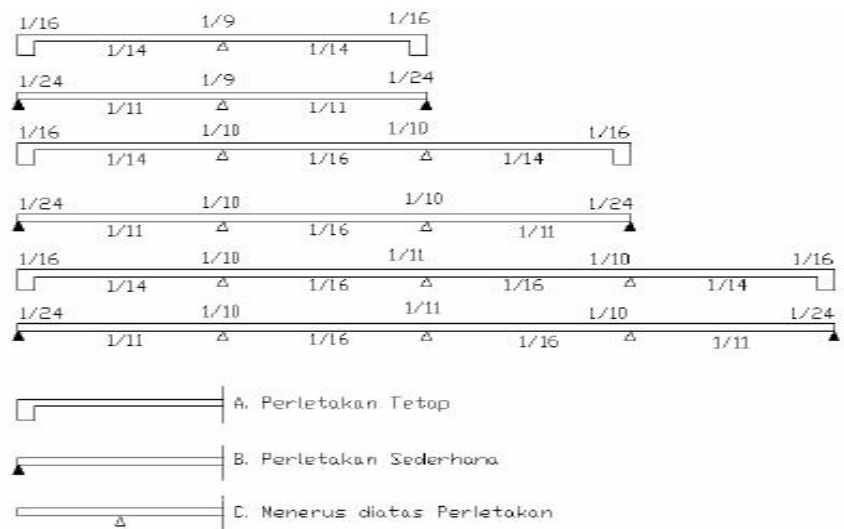 1/16 1/9 1/16
1/14 1/14
1/24 1/9 1/24
1/11 1/11
1/16 1/10 1/10 1/16
1/14 1/16 1/14
1/24 1/10 1/10 1/24
1/11 1/16 1/11
1/16 1/10 1/11 1/10 1/16
1/14 1/16 1/16 1/14
1/24 1/10 1/11 1/10 1/24
1/11 1/16 1/16 1/11
A. Perletakan Tetap
B. Perletakan Sederhana
C. Menerus diatas Perletakan